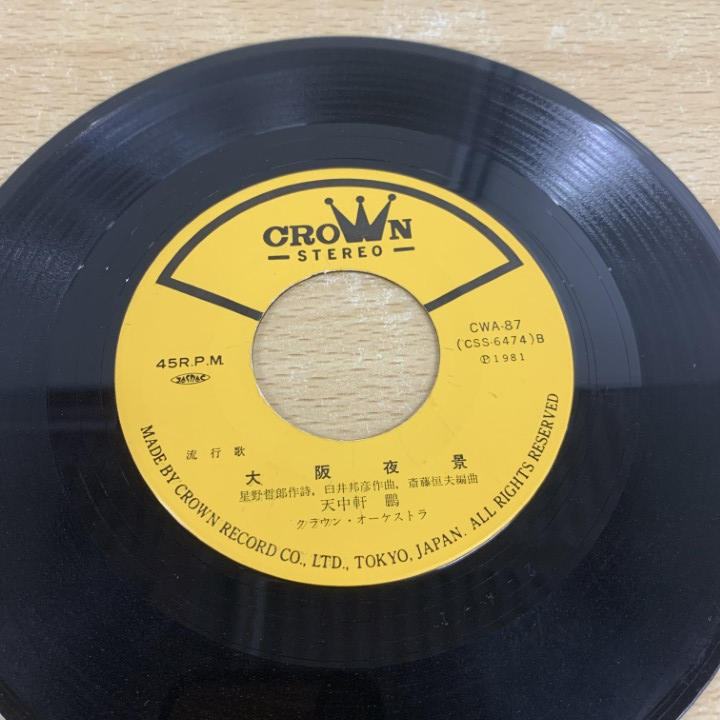 CROWN
STEREO
CWA-87
(CSS-6474)B
℗1981
45R.P.M.
JASRAC
流行歌
大阪夜景
星野哲郎作詩, 臼井邦彦作曲, 斎藤恒夫編曲
天中軒 鵬
クラウン・オーケストラ
MADE BY CROWN RECORD CO., LTD., TOKYO, JAPAN. ALL RIGHTS RESERVED